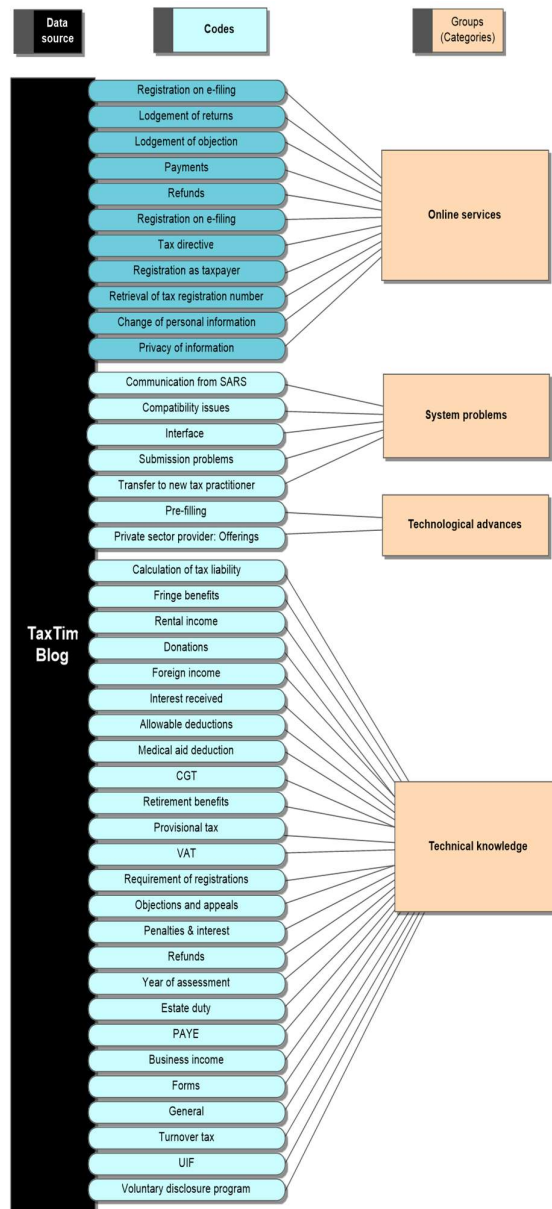 Data
source
Codes
Groups
(Categories)
Registration on e-filing
Lodgement of returns
Lodgement of objection
Payments
Refunds
Registration on e-filing
Tax directive
Registration as taxpayer
Retrieval of tax registration number
Change of personal information
Privacy of information
Online services
Communication from SARS
Compatibility issues
Interface
Submission problems
Transfer to new tax practitioner
System problems
Pre-filling
Private sector provider: Offerings
Technological advances
TaxTim
Blog
Calculation of tax liability
Fringe benefits
Rental income
Donations
Foreign income
Interest received
Allowable deductions
Medical aid deduction
CGT
Retirement benefits
Provisional tax
VAT
Requirement of registrations
Objections and appeals
Penalties & interest
Refunds
Year of assessment
Estate duty
PAYE
Business income
Forms
General
Turnover tax
UIF
Voluntary disclosure program
Technical knowledge